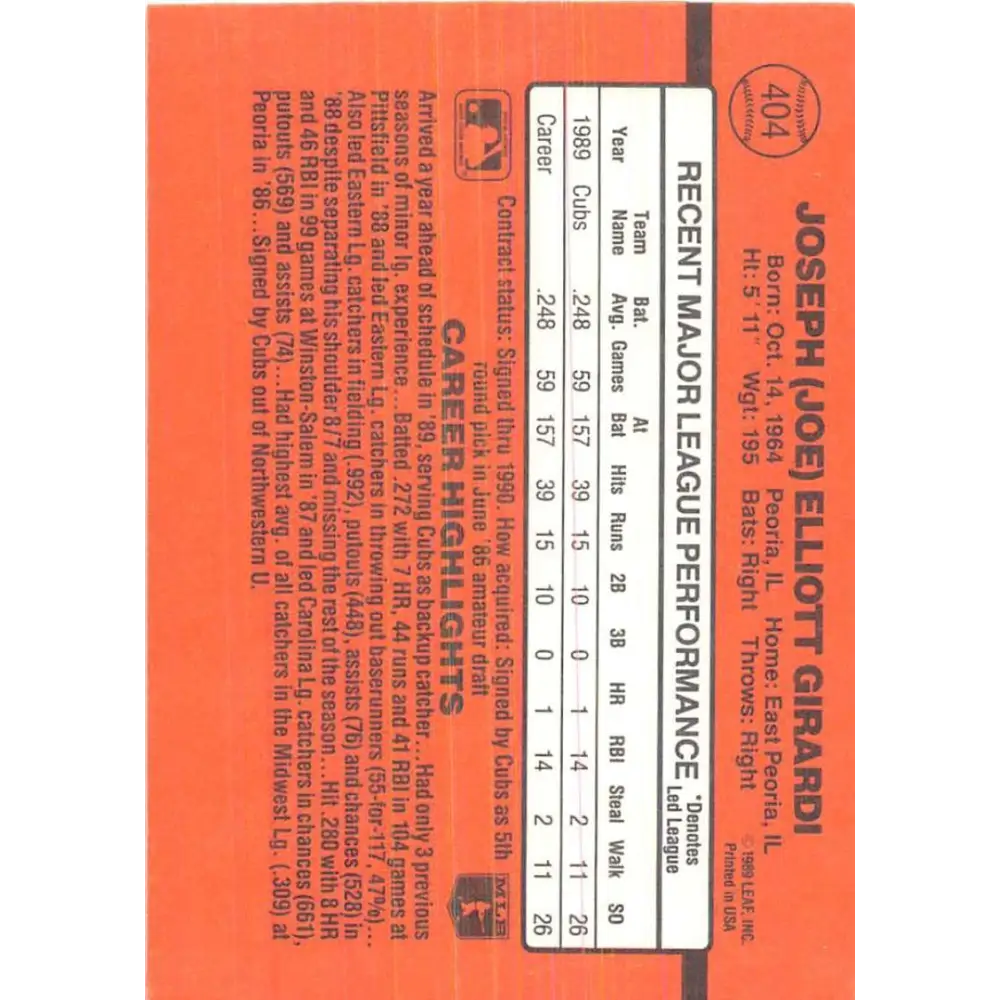 404
JOSEPH (JOE) ELLIOTT GIRARDI
Born: Oct. 14, 1964 Peoria, IL Home: East Peoria, IL
Ht: 5' 11" Wgt: 195 Bats: Right Throws: Right
© 1989 LEAF, INC.
Printed in USA
RECENT MAJOR LEAGUE PERFORMANCE
*Denotes
Led League
Team Bat. At
Year Name Avg. Games Bat Hits Runs 2B 3B HR RBI Steal Walk SO
1989 Cubs .248 59 157 39 15 10 0 1 14 2 11 26
Career .248 59 157 39 15 10 0 1 14 2 11 26
Contract status: Signed thru 1990. How acquired: Signed by Cubs as 5th
round pick in June '86 amateur draft
MLB
CAREER HIGHLIGHTS
Arrived a year ahead of schedule in '89, serving Cubs as backup catcher...Had only 3 previous
seasons of minor lg. experience...Batted .272 with 7 HR, 44 runs and 41 RBI in 104 games at
Pittsfield in '88 and led Eastern Lg. catchers in throwing out baserunners (55-for-117, 47%)...
Also led Eastern Lg. catchers in fielding (.992), putouts (448), assists (76) and chances (528) in
'88 despite separating his shoulder 8/7 and missing the rest of the season...Hit .280 with 8 HR
and 46 RBI in 99 games at Winston-Salem in '87 and led Carolina Lg. catchers in chances (661),
putouts (569) and assists (74)...Had highest avg. of all catchers in the Midwest Lg. (.309) at
Peoria in '86...Signed by Cubs out of Northwestern U.